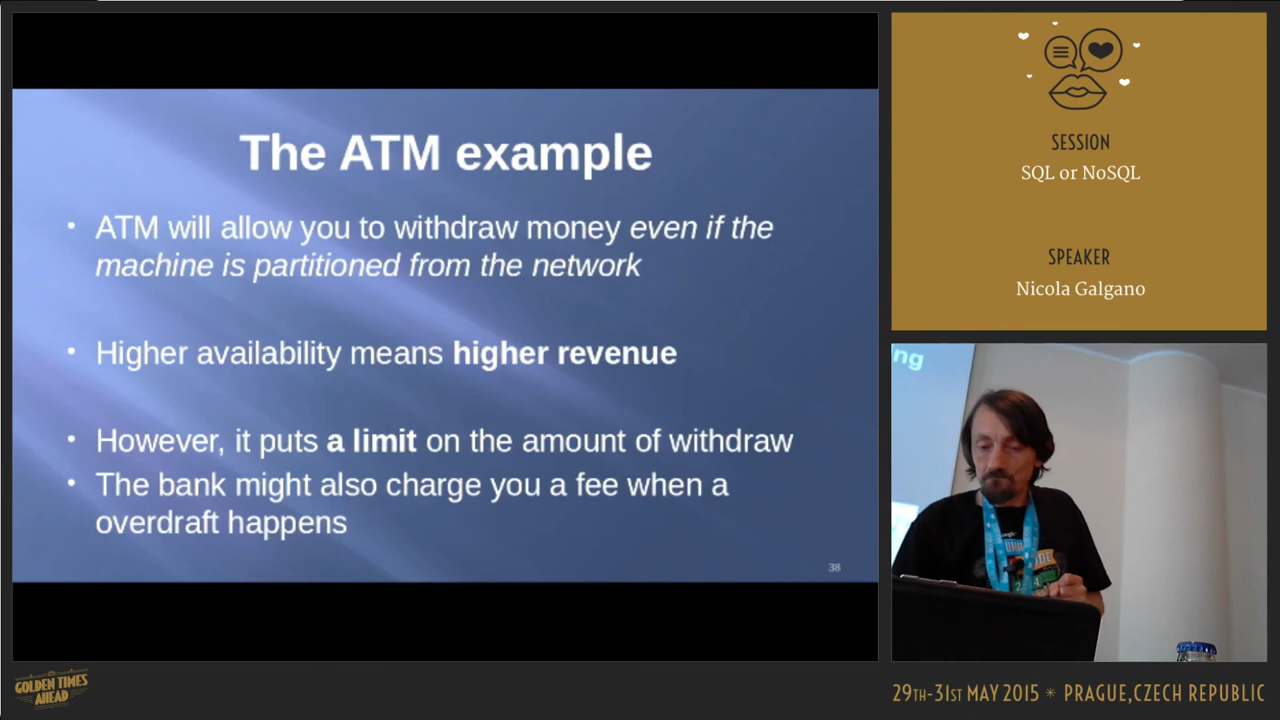 The ATM example
• ATM will allow you to withdraw money even if the
machine is partitioned from the network
• Higher availability means higher revenue
• However, it puts a limit on the amount of withdraw
• The bank might also charge you a fee when a
overdraft happens
38
SESSION
SQL or NoSQL
SPEAKER
Nicola Galgano
ng
GOLDEN TIMES
AHEAD
29TH-31ST MAY 2015 * PRAGUE,CZECH REPUBLIC